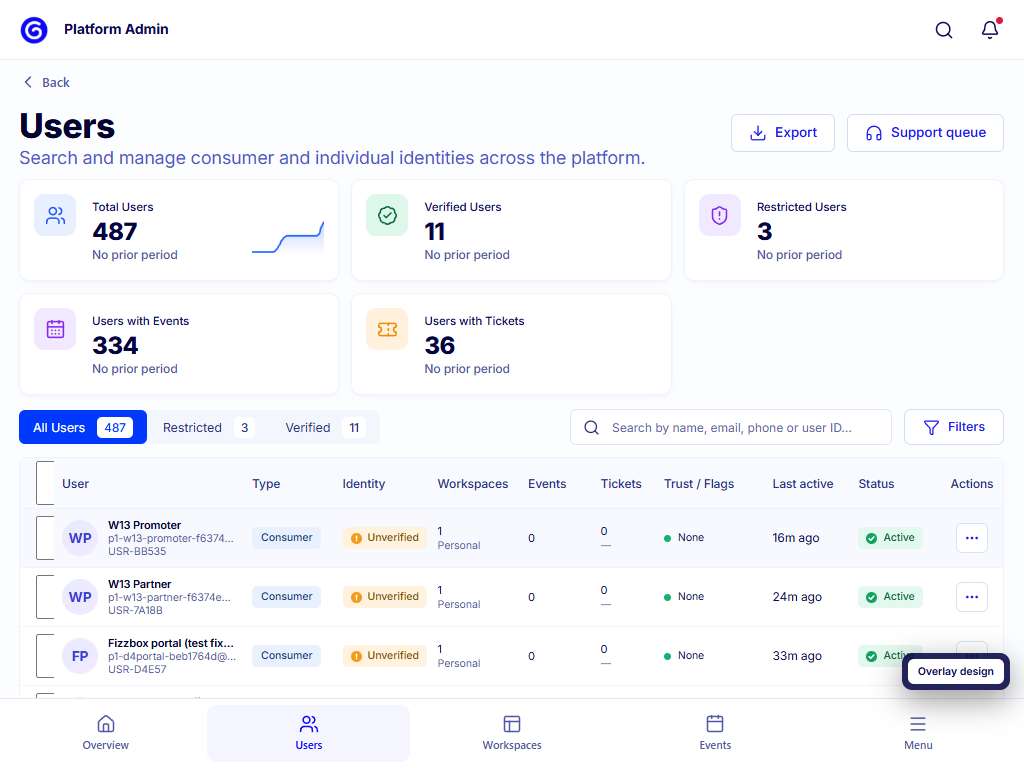 Platform Admin
Back
Users
Search and manage consumer and individual identities across the platform.
Export
Support queue
Total Users
487
No prior period
Verified Users
11
No prior period
Restricted Users
3
No prior period
Users with Events
334
No prior period
Users with Tickets
36
No prior period
All Users 487
Restricted 3
Verified 11
Search by name, email, phone or user ID...
Filters
User Type Identity Workspaces Events Tickets Trust / Flags Last active Status Actions
WP
W13 Promoter
p1-w13-promoter-f6374...
USR-BB535
Consumer
Unverified
1
Personal
0
0
—
None
16m ago
Active
WP
W13 Partner
p1-w13-partner-f6374e...
USR-7A18B
Consumer
Unverified
1
Personal
0
0
—
None
24m ago
Active
FP
Fizzbox portal (test fix...
p1-d4portal-beb1764d@...
USR-D4E57
Consumer
Unverified
1
Personal
0
0
—
None
33m ago
Overlay design
Overview
Users
Workspaces
Events
Menu